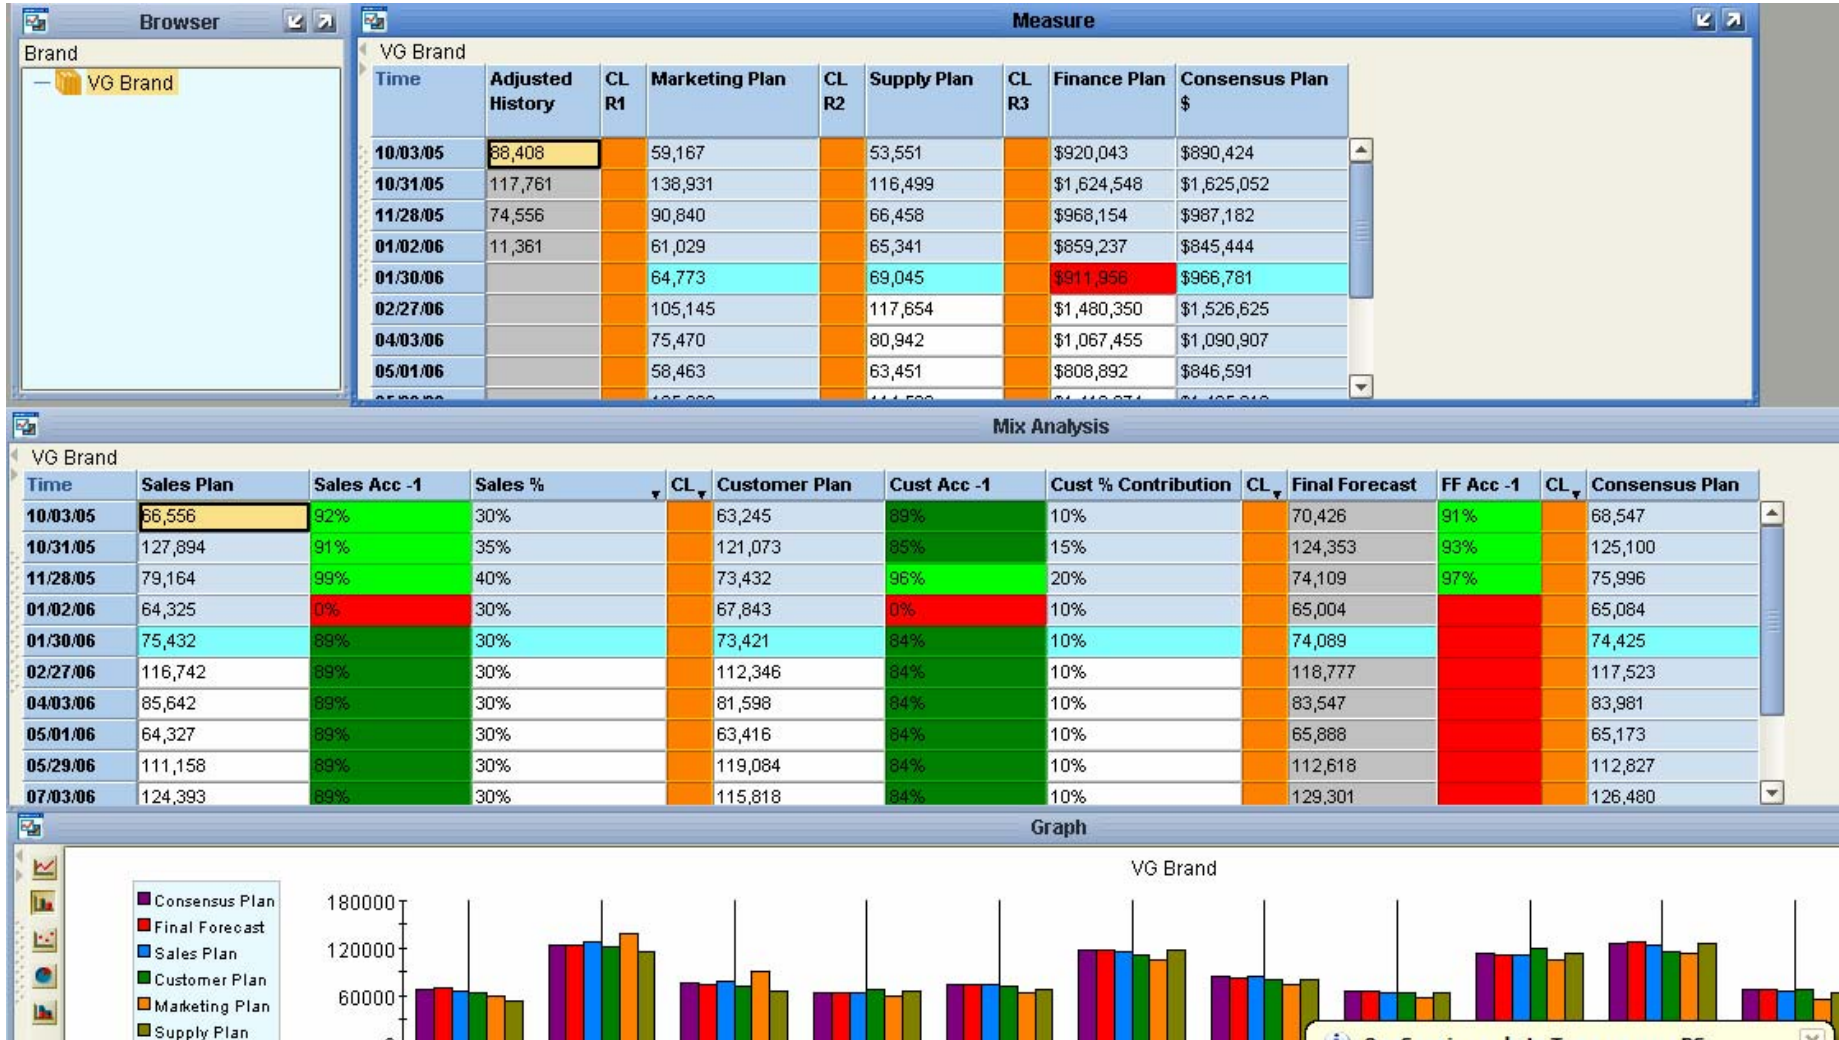 Browser
Brand
VG Brand
Measure
VG Brand
Time Adjusted History CL R1 Marketing Plan CL R2 Supply Plan CL R3 Finance Plan Consensus Plan $
10/03/05 88,408 59,167 53,551 $920,043 $890,424
10/31/05 117,761 138,931 116,499 $1,624,548 $1,625,052
11/28/05 74,556 90,840 66,458 $968,154 $987,182
01/02/06 11,361 61,029 65,341 $859,237 $845,444
01/30/06 64,773 69,045 $911,956 $966,781
02/27/06 105,145 117,654 $1,480,350 $1,526,625
04/03/06 75,470 80,942 $1,067,455 $1,090,907
05/01/06 58,463 63,451 $808,892 $846,591
Mix Analysis
VG Brand
Time Sales Plan Sales Acc -1 Sales % CL Customer Plan Cust Acc -1 Cust % Contribution CL Final Forecast FF Acc -1 CL Consensus Plan
10/03/05 66,556 92% 30% 63,245 89% 10% 70,426 91% 68,547
10/31/05 127,894 91% 35% 121,073 85% 15% 124,353 93% 125,100
11/28/05 79,164 99% 40% 73,432 96% 20% 74,109 97% 75,996
01/02/06 64,325 0% 30% 67,843 0% 10% 65,004 65,084
01/30/06 75,432 89% 30% 73,421 84% 10% 74,089 74,425
02/27/06 116,742 89% 30% 112,346 84% 10% 118,777 117,523
04/03/06 85,642 89% 30% 81,598 84% 10% 83,547 83,981
05/01/06 64,327 89% 30% 63,416 84% 10% 65,888 65,173
05/29/06 111,158 89% 30% 119,084 84% 10% 112,618 112,827
07/03/06 124,393 89% 30% 115,818 84% 10% 129,301 126,480
Graph
VG Brand
Consensus Plan
Final Forecast
Sales Plan
Customer Plan
Marketing Plan
Supply Plan
180000
120000
60000